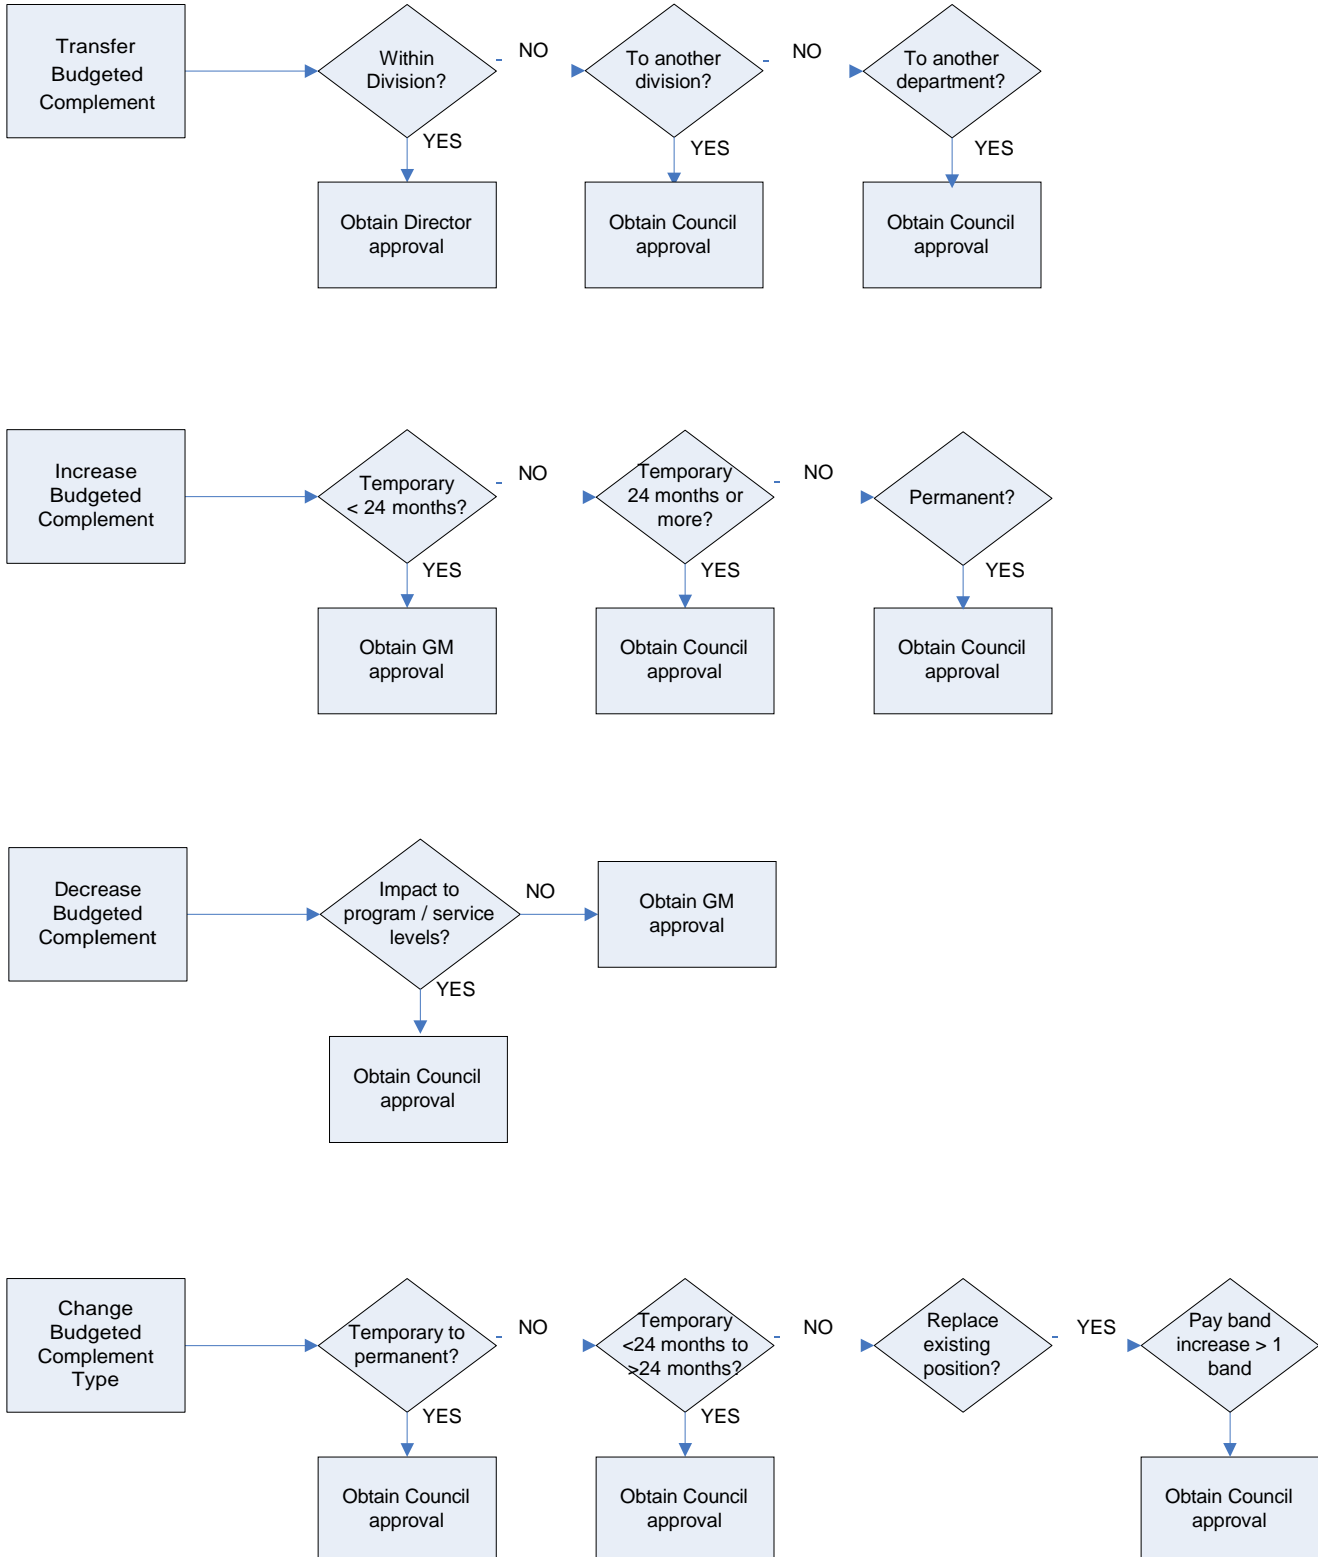 Transfer
Budgeted
Complement
Within
Division?
NO
To another
division?
NO
To another
department?
YES
YES
YES
Obtain Director
approval
Obtain Council
approval
Obtain Council
approval
Increase
Budgeted
Complement
Temporary
< 24 months?
NO
Temporary
24 months or
more?
NO
Permanent?
YES
YES
YES
Obtain GM
approval
Obtain Council
approval
Obtain Council
approval
Decrease
Budgeted
Complement
Impact to
program / service
levels?
NO
Obtain GM
approval
YES
Obtain Council
approval
Change
Budgeted
Complement
Type
Temporary to
permanent?
NO
Temporary
<24 months to
>24 months?
NO
Replace
existing
position?
YES
Pay band
increase > 1
band
YES
YES
Obtain Council
approval
Obtain Council
approval
Obtain Council
approval